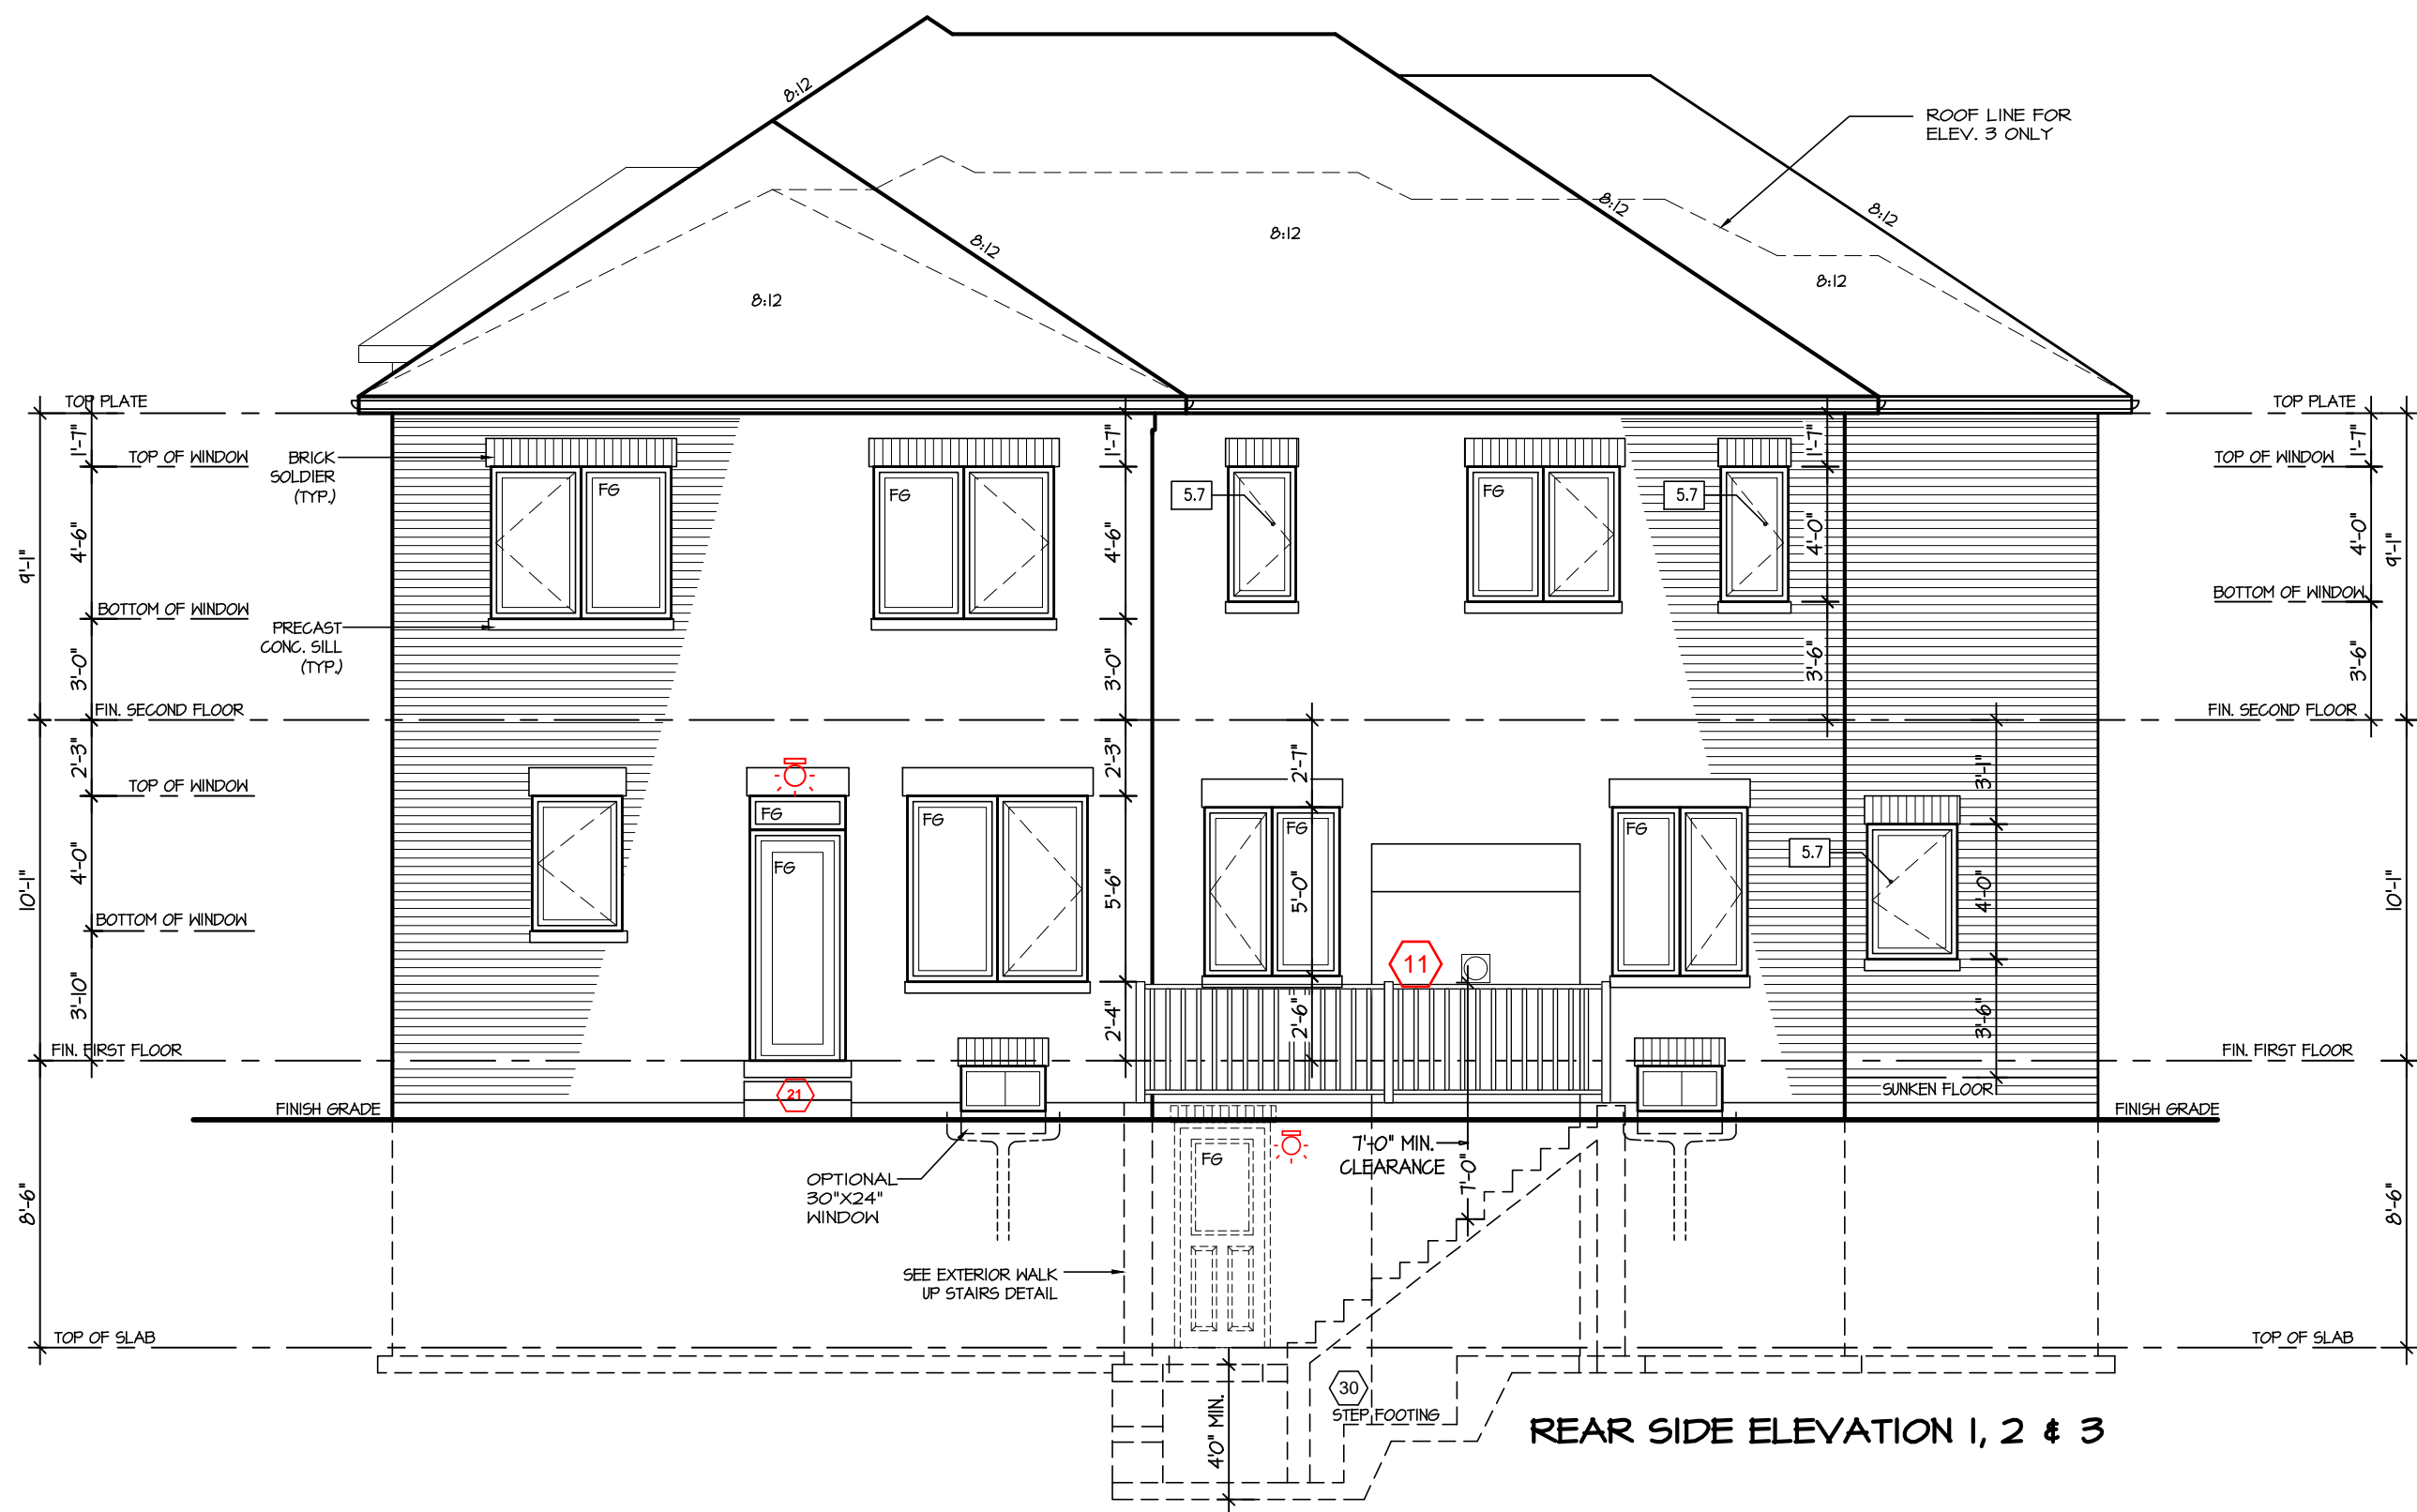 8:12
ROOF LINE FOR
ELEV. 3 ONLY
8:12
8:12
8:12
8:12
8:12
8:12
TOP PLATE
TOP PLATE
1'-7"
TOP OF WINDOW
BRICK
SOLDIER
(TYP.)
1'-7"
1'-7"
TOP OF WINDOW
1'-7"
FG
FG
5.7
FG
5.7
9'-1"
4'-6"
4'-6"
4'-0"
4'-0"
9'-1"
BOTTOM OF WINDOW
BOTTOM OF WINDOW
PRECAST
CONC. SILL
(TYP.)
3'-0"
3'-0"
3'-6"
3'-6"
FIN. SECOND FLOOR
FIN. SECOND FLOOR
2'-3"
2'-3"
2'-7"
3'-1"
TOP OF WINDOW
FG
FG
FG
FG
FG
5.7
10'-1"
4'-0"
5'-6"
5'-0"
4'-0"
10'-1"
BOTTOM OF WINDOW
11
3'-10"
2'-4"
2'-6"
3'-6"
FIN. FIRST FLOOR
FIN. FIRST FLOOR
SUNKEN FLOOR
21
FINISH GRADE
FINISH GRADE
FG
7'-0" MIN.
CLEARANCE
7'-0"
OPTIONAL
30"X24"
WINDOW
8'-6"
8'-6"
SEE EXTERIOR WALK
UP STAIRS DETAIL
TOP OF SLAB
TOP OF SLAB
30
STEP FOOTING
4'0" MIN.
REAR SIDE ELEVATION 1, 2 & 3